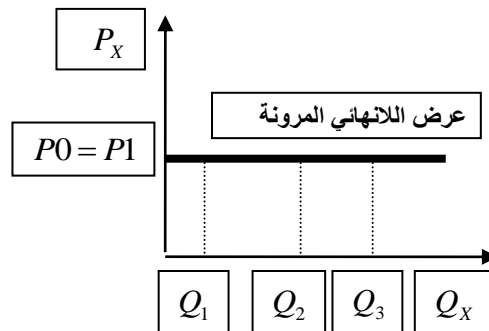 P_X
عرض اللانهائي المرونة
P0 = P1
Q_1 Q_2 Q_3 Q_X